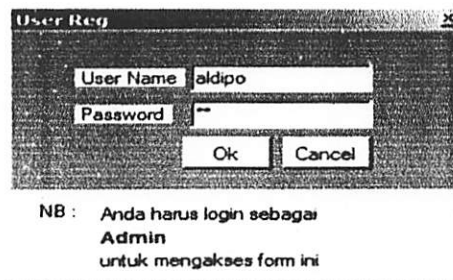 User Reg
User Name aldipo
Password **
Ok Cancel
NB : Anda harus login sebagai
Admin
untuk mengakses form ini